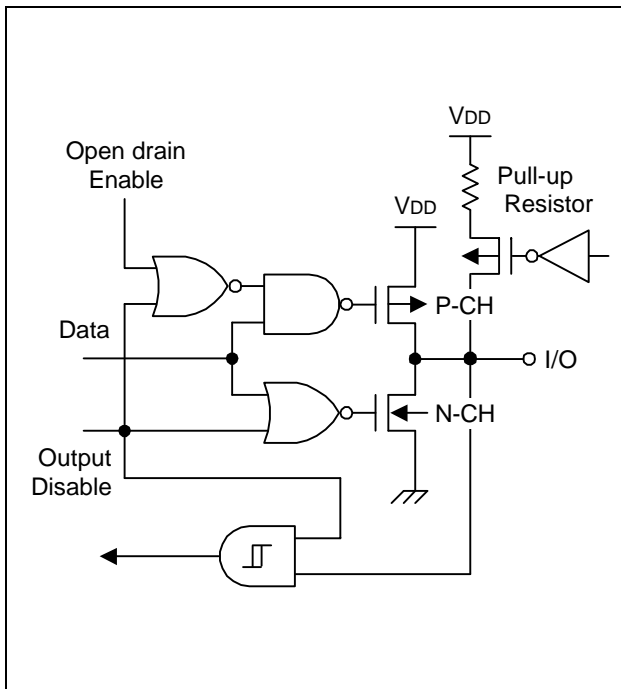 VDD
Open drain
Enable
Pull-up
Resistor
VDD
P-CH
Data
I/O
N-CH
Output
Disable